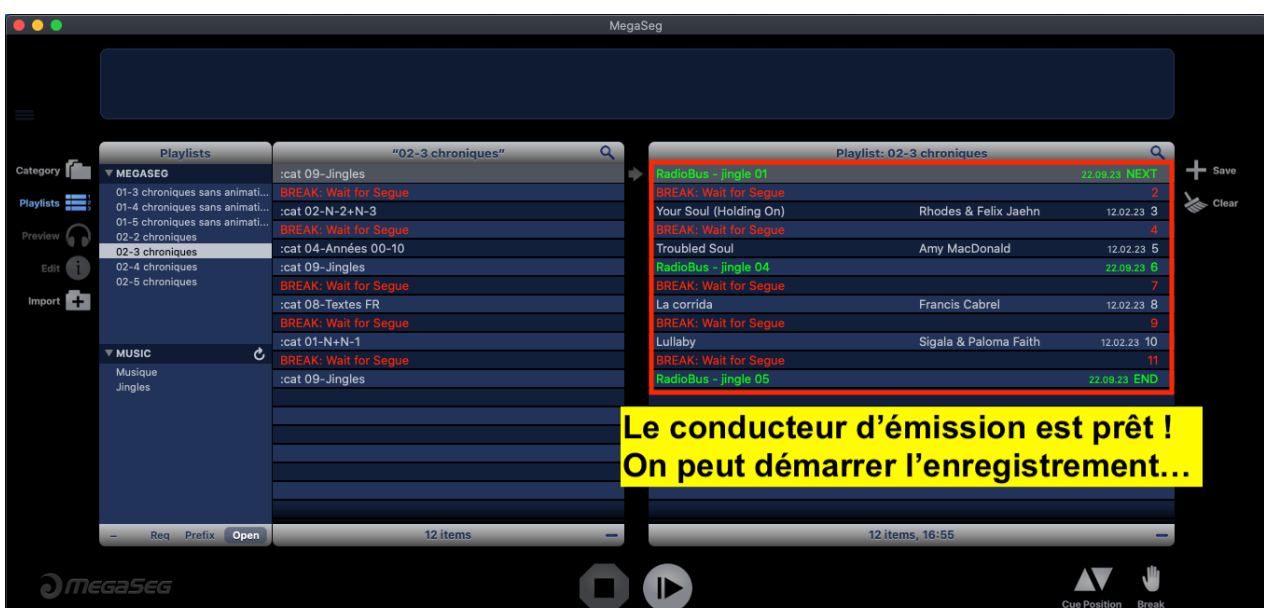 MegaSeg
Category
Playlists
Preview
Edit
Import
Playlists
MEGASEG
01-3 chroniques sans animati...
01-4 chroniques sans animati...
01-5 chroniques sans animati...
02-2 chroniques
02-3 chroniques
02-4 chroniques
02-5 chroniques
MUSIC
Musique
Jingles
– Req Prefix Open
"02-3 chroniques"
:cat 09-Jingles
BREAK: Wait for Segue
:cat 02-N-2+N-3
BREAK: Wait for Segue
:cat 04-Années 00-10
:cat 09-Jingles
BREAK: Wait for Segue
:cat 08-Textes FR
BREAK: Wait for Segue
:cat 01-N+N-1
BREAK: Wait for Segue
:cat 09-Jingles
12 items
Playlist: 02-3 chroniques
RadioBus - jingle 01 22.09.23 NEXT
BREAK: Wait for Segue 2
Your Soul (Holding On) Rhodes & Felix Jaehn 12.02.23 3
BREAK: Wait for Segue 4
Troubled Soul Amy MacDonald 12.02.23 5
RadioBus - jingle 04 22.09.23 6
BREAK: Wait for Segue 7
La corrida Francis Cabrel 12.02.23 8
BREAK: Wait for Segue 9
Lullaby Sigala & Paloma Faith 12.02.23 10
BREAK: Wait for Segue 11
RadioBus - jingle 05 22.09.23 END
Le conducteur d'émission est prêt !
On peut démarrer l'enregistrement…
12 items, 16:55
Save
Clear
MegaSeg
Cue Position Break